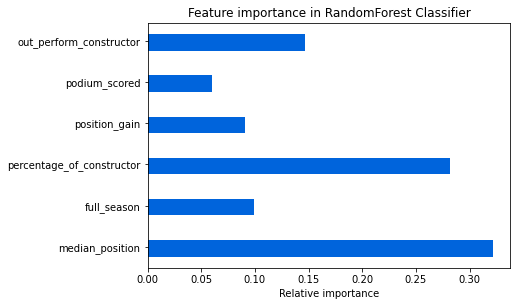 Feature importance in RandomForest Classifier
out_perform_constructor
podium_scored
position_gain
percentage_of_constructor
full_season
median_position
0.00 0.05 0.10 0.15 0.20 0.25 0.30
Relative importance